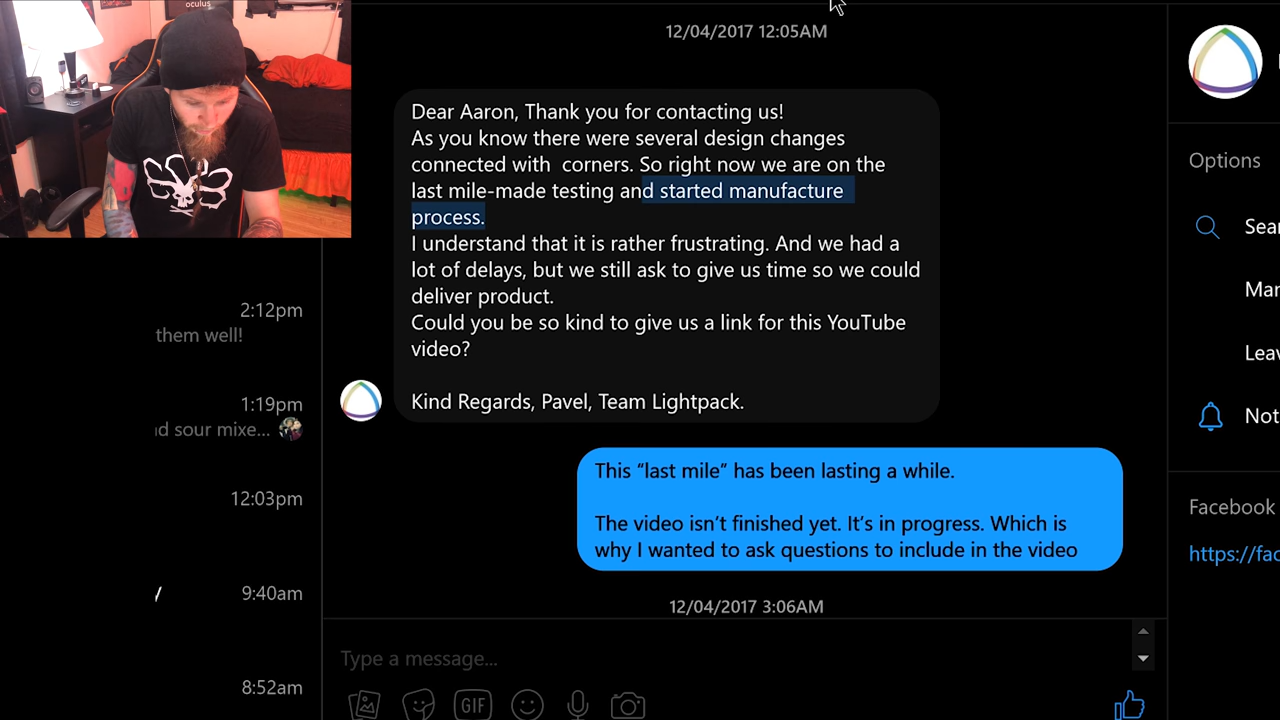 oculus
12/04/2017 12:05AM
Dear Aaron, Thank you for contacting us!
As you know there were several design changes
connected with  corners. So right now we are on the
last mile-made testing and started manufacture
process.
I understand that it is rather frustrating. And we had a
lot of delays, but we still ask to give us time so we could
deliver product.
Could you be so kind to give us a link for this YouTube
video?
Kind Regards, Pavel, Team Lightpack.
This “last mile” has been lasting a while.
The video isn’t finished yet. It’s in progress. Which is
why I wanted to ask questions to include in the video
12/04/2017 3:06AM
Type a message...
GIF
2:12pm
them well!
1:19pm
d sour mixe...
12:03pm
9:40am
8:52am
Options
Sear
Man
Leav
Not
Facebook
https://fac